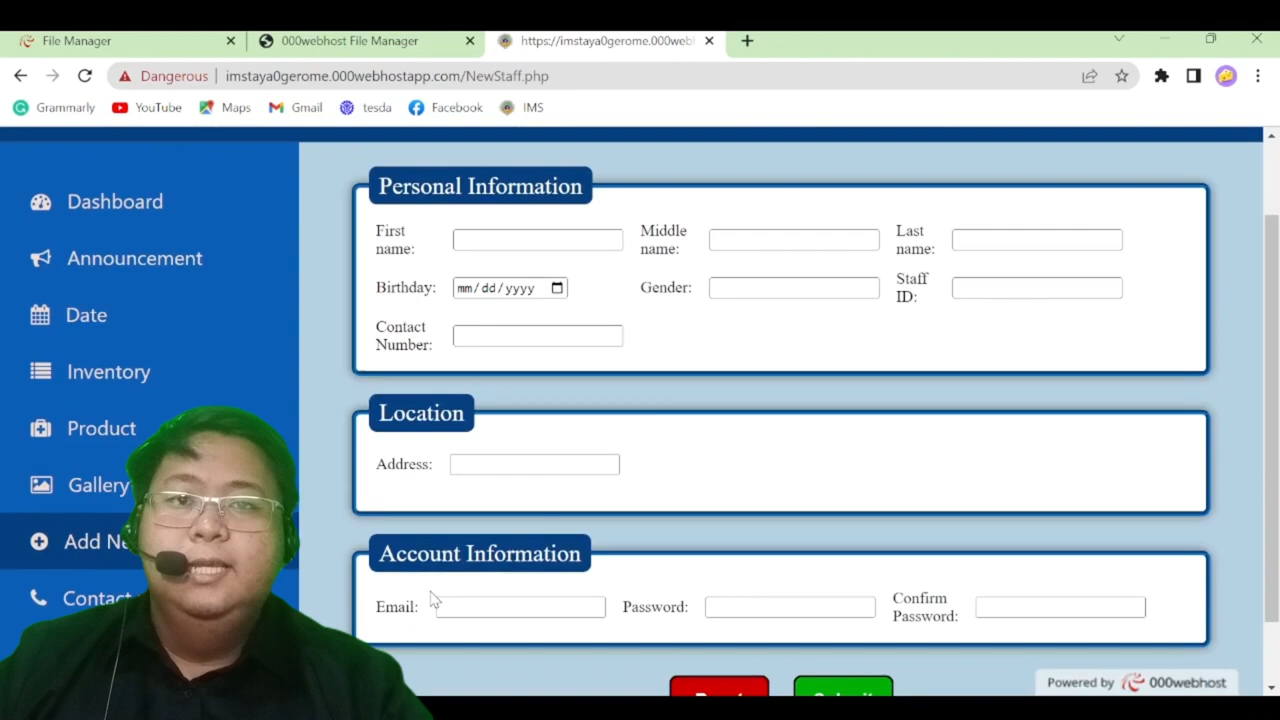 File Manager
000webhost File Manager
https://imstaya0gerome.000webl
Dangerous
imstaya0gerome.000webhostapp.com/NewStaff.php
Grammarly
YouTube
Maps
Gmail
tesda
Facebook
IMS
Dashboard
Announcement
Date
Inventory
Product
Gallery
Add Ne
Contact
Personal Information
First
name:
Middle
name:
Last
name:
Birthday:
mm/dd/yyyy
Gender:
Staff
ID:
Contact
Number:
Location
Address:
Account Information
Email:
Password:
Confirm
Password:
Reset
Submit
Powered by 000webhost